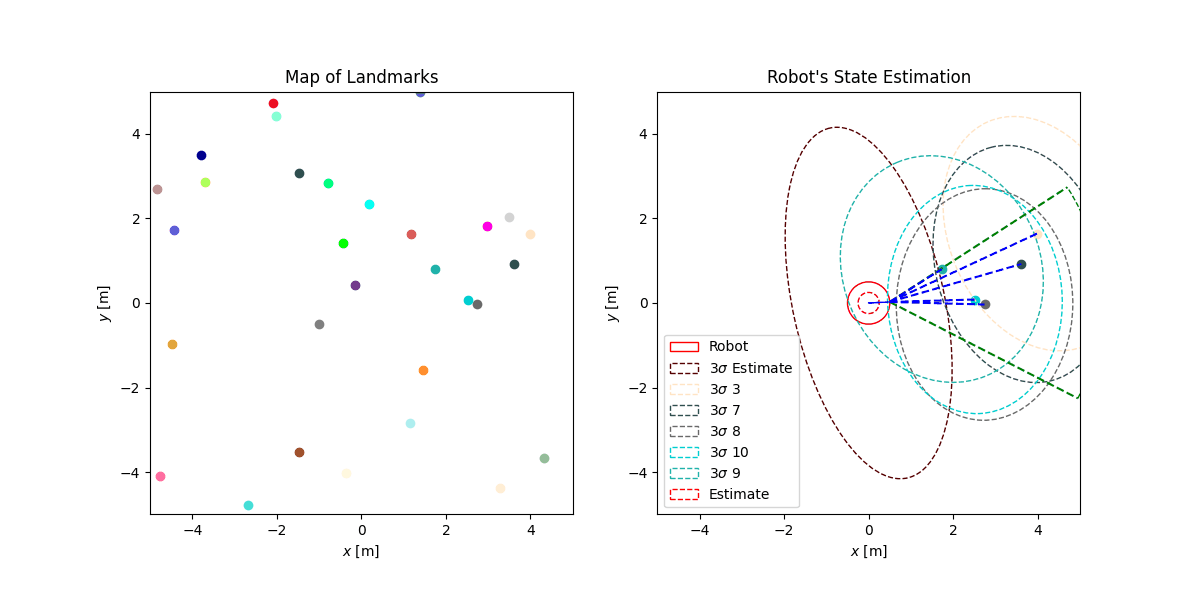 Map of Landmarks
4
2
0
−2
−4
y [m]
−4
−2
0
2
4
x [m]
Robot's State Estimation
4
2
0
−2
−4
y [m]
Robot
3σ Estimate
3σ 3
3σ 7
3σ 8
3σ 10
3σ 9
Estimate
−4
−2
0
2
4
x [m]